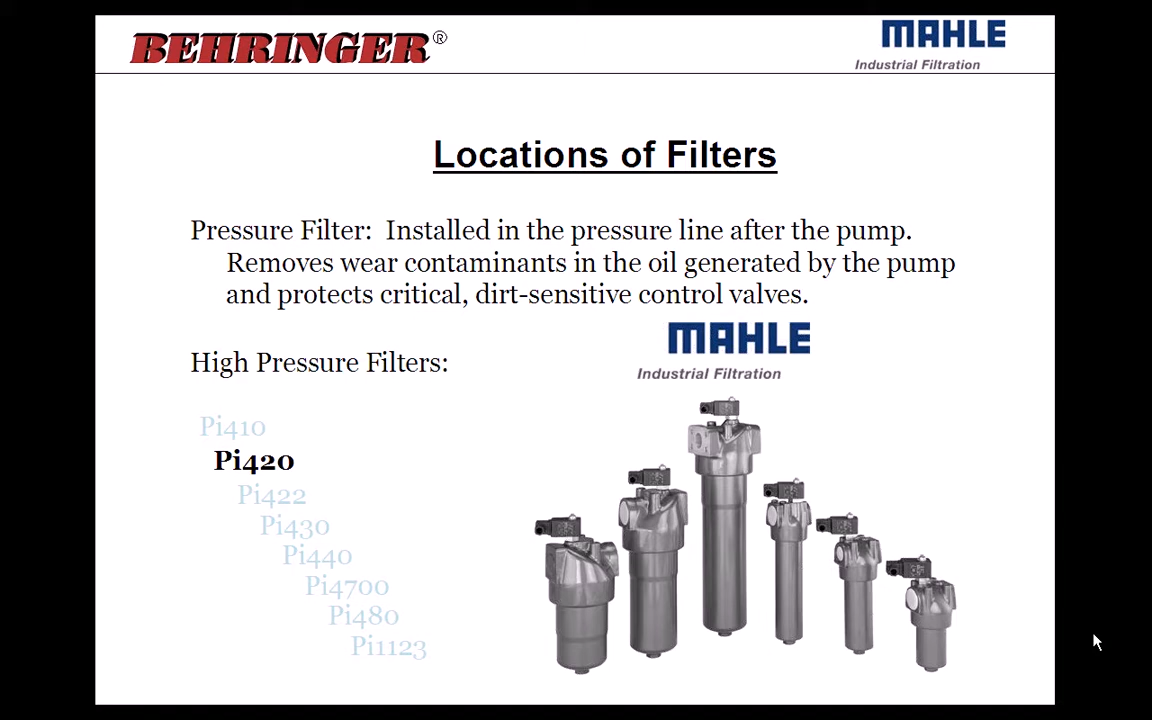 BEHRINGER®
MAHLE
Industrial Filtration
Locations of Filters
Pressure Filter: Installed in the pressure line after the pump.
Removes wear contaminants in the oil generated by the pump
and protects critical, dirt-sensitive control valves.
MAHLE
Industrial Filtration
High Pressure Filters:
Pi410
Pi420
Pi422
Pi430
Pi440
Pi4700
Pi480
Pi1123